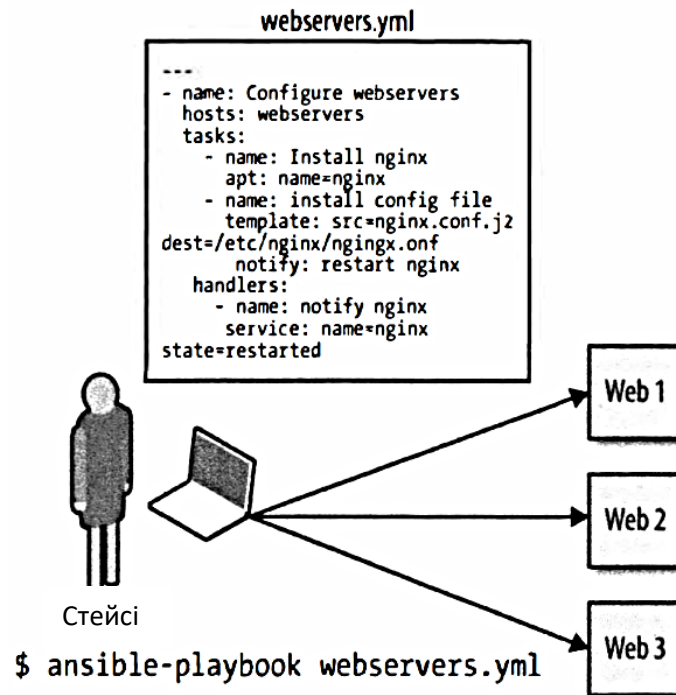 webservers.yml
---
- name: Configure webservers
hosts: webservers
tasks:
- name: Install nginx
apt: name=nginx
- name: install config file
template: src=nginx.conf.j2
dest=/etc/nginx/ngingx.onf
notify: restart nginx
handlers:
- name: notify nginx
service: name=nginx
state=restarted
Web 1
Web 2
Web 3
Стейсі
$ ansible-playbook webservers.yml